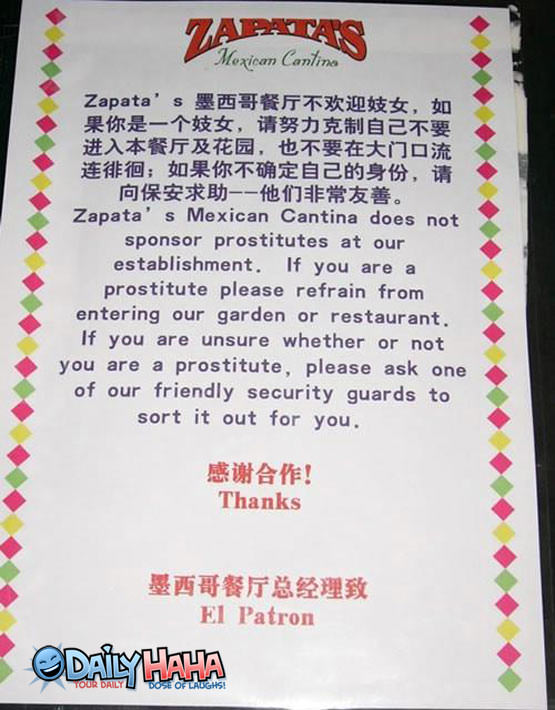 ZAPATA'S
Mexican Cantina
Zapata's 墨西哥餐厅不欢迎妓女，如
果你是一个妓女，请努力克制自己不要
进入本餐厅及花园，也不要在大门口流
连徘徊；如果你不确定自己的身份，请
向保安求助--他们非常友善。
Zapata's Mexican Cantina does not
sponsor prostitutes at our
establishment. If you are a
prostitute please refrain from
entering our garden or restaurant.
If you are unsure whether or not
you are a prostitute, please ask one
of our friendly security guards to
sort it out for you.
感谢合作!
Thanks
墨西哥餐厅总经理致
El Patron
DAILY HAHA
YOUR DAILY DOSE OF LAUGHS!